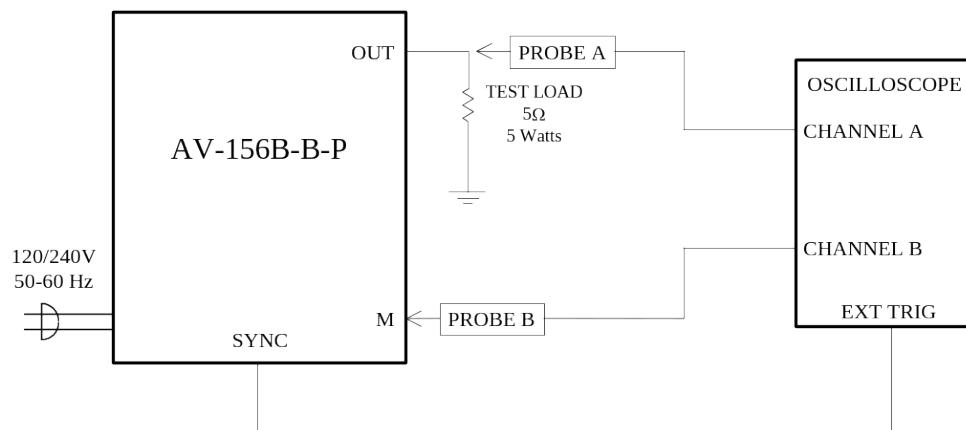 OUT
PROBE A
OSCILLOSCOPE
TEST LOAD
5Ω
5 Watts
CHANNEL A
AV-156B-B-P
120/240V
50-60 Hz
CHANNEL B
M
PROBE B
EXT TRIG
SYNC